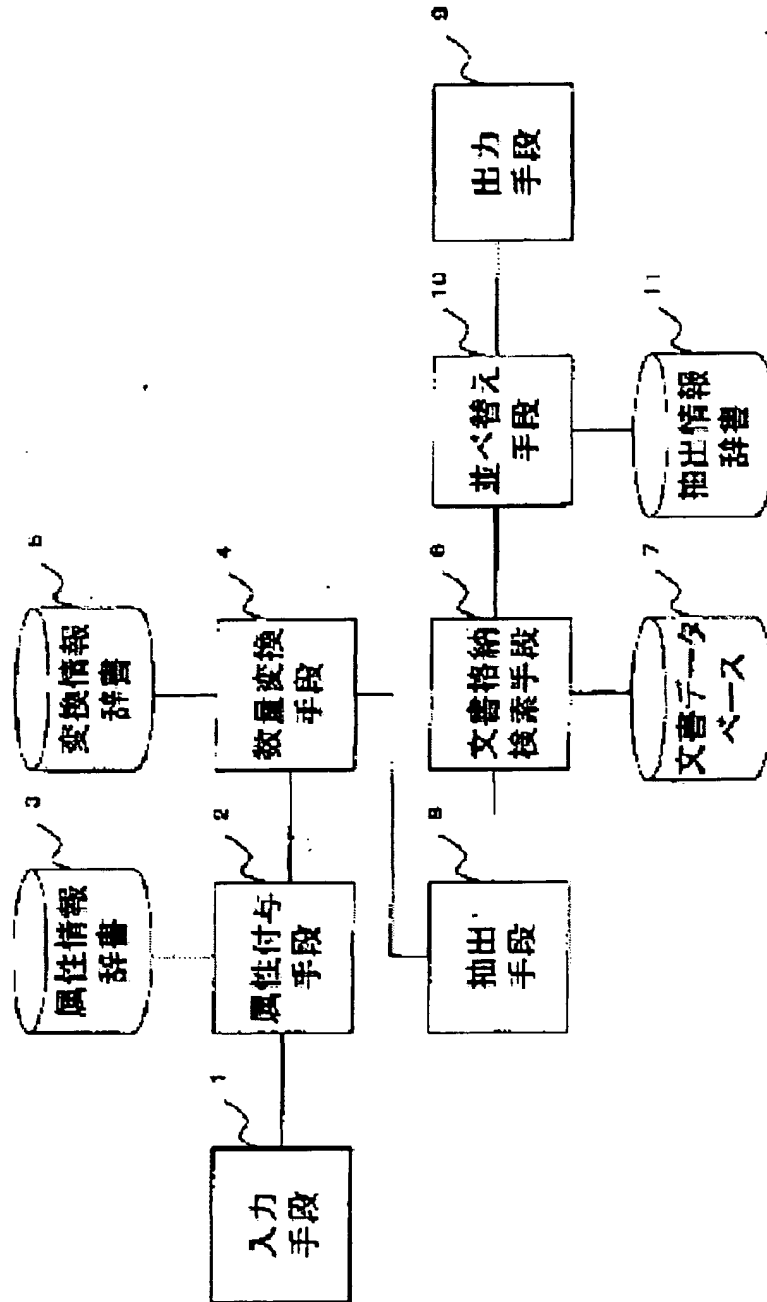 1
入力
手段
2
属性付与
手段
3
属性情報
辞書
4
数量変換
手段
5
変換情報
辞書
6
文書格納
検索手段
7
文書データ
ベース
8
抽出
手段
10
並べ替え
手段
11
抽出情報
辞書
9
出力
手段